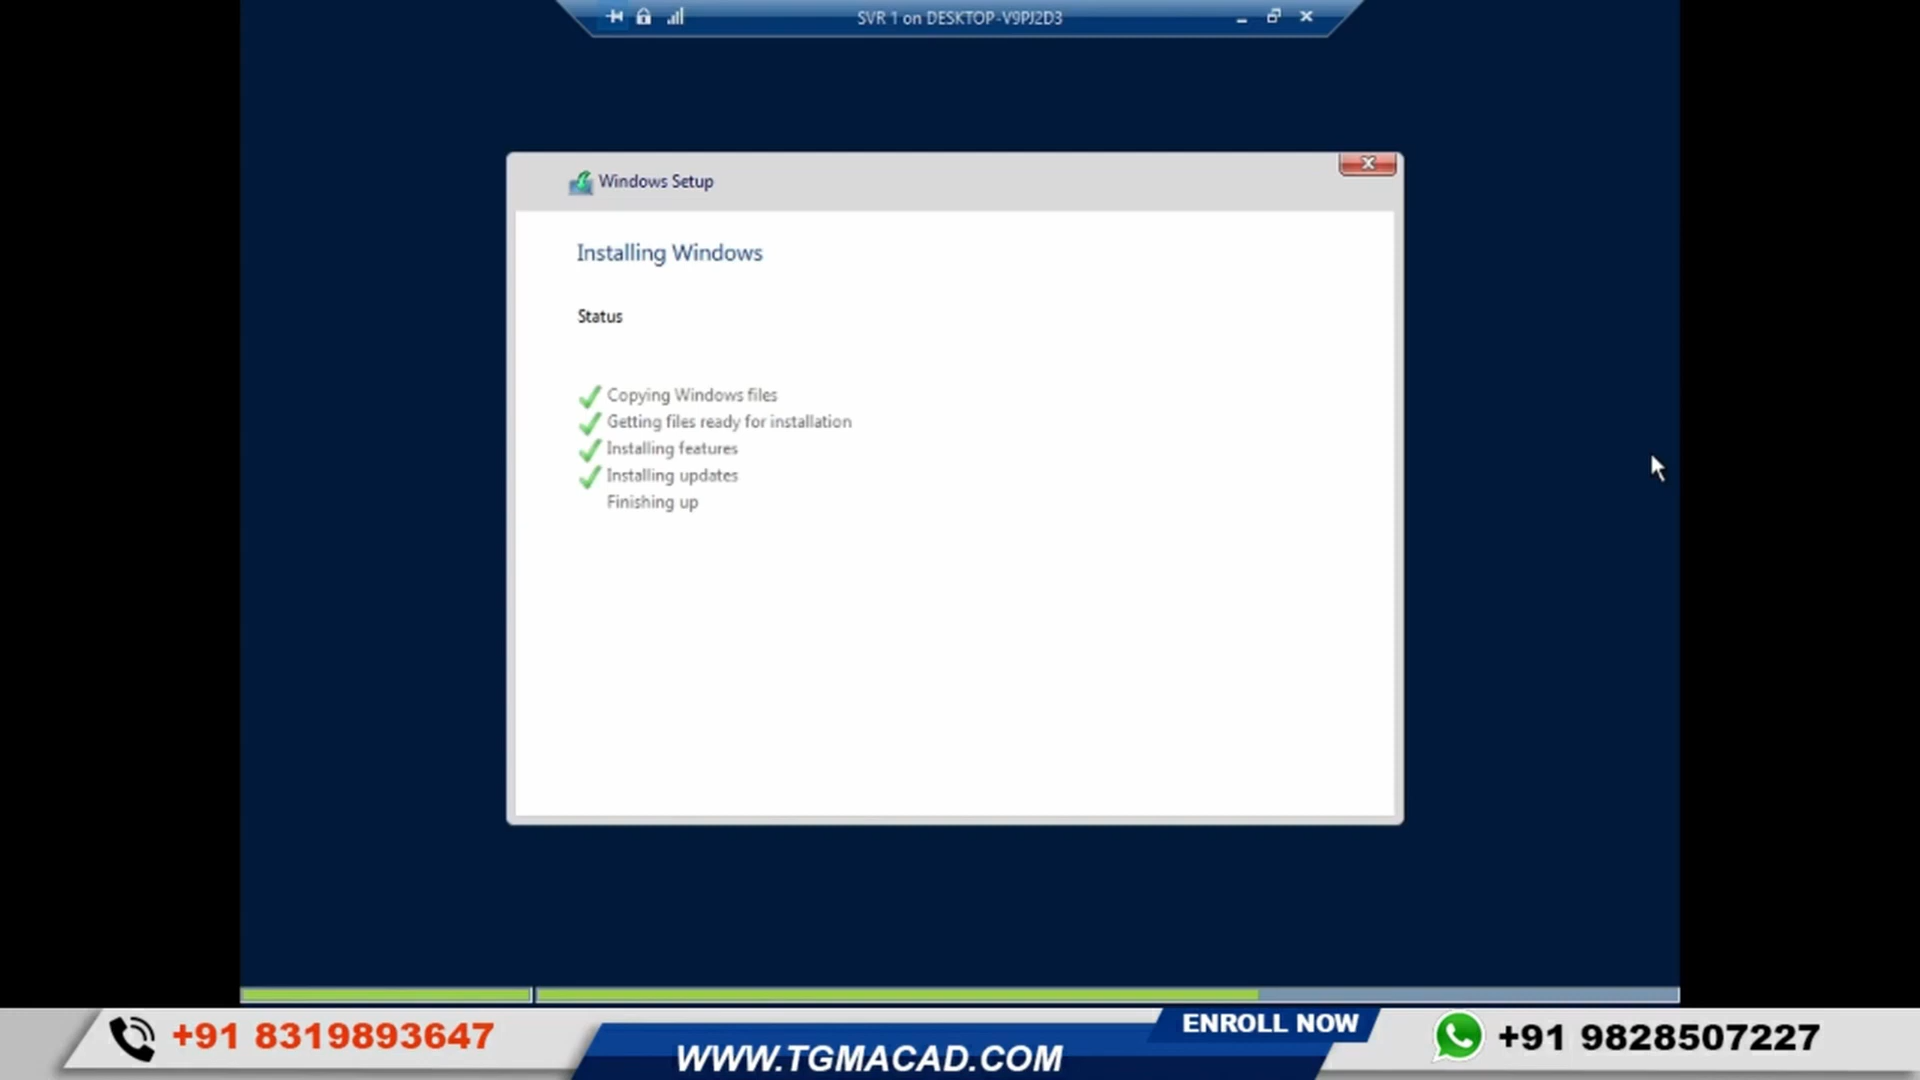 SVR 1 on DESKTOP-V9PJ2D3
Windows Setup
Installing Windows
Status
Copying Windows files
Getting files ready for installation
Installing features
Installing updates
Finishing up
+91 8319893647
WWW.TGMACAD.COM
ENROLL NOW
+91 9828507227